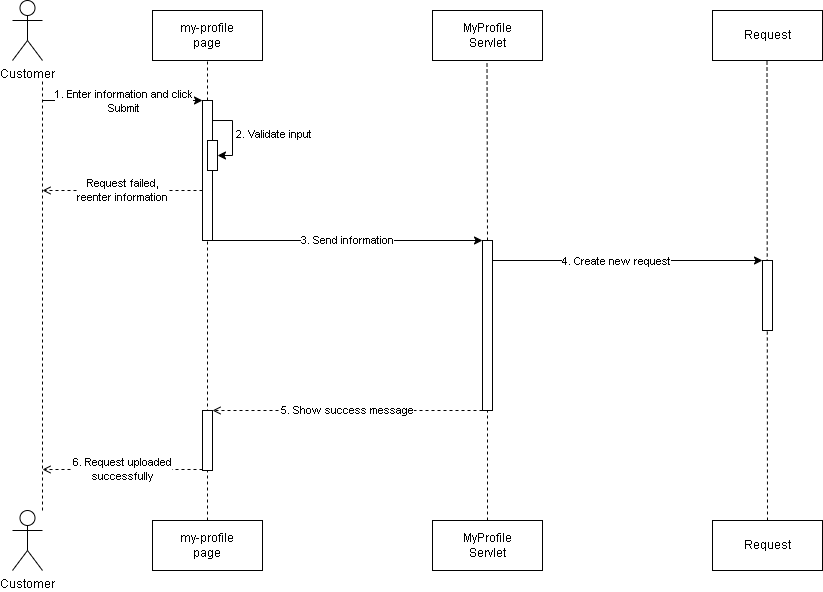 my-profile
page
MyProfile
Servlet
Request
Customer
1. Enter information and click
Submit
2. Validate input
Request failed,
reenter information
3. Send information
4. Create new request
5. Show success message
6. Request uploaded
successfully
my-profile
page
MyProfile
Servlet
Request
Customer